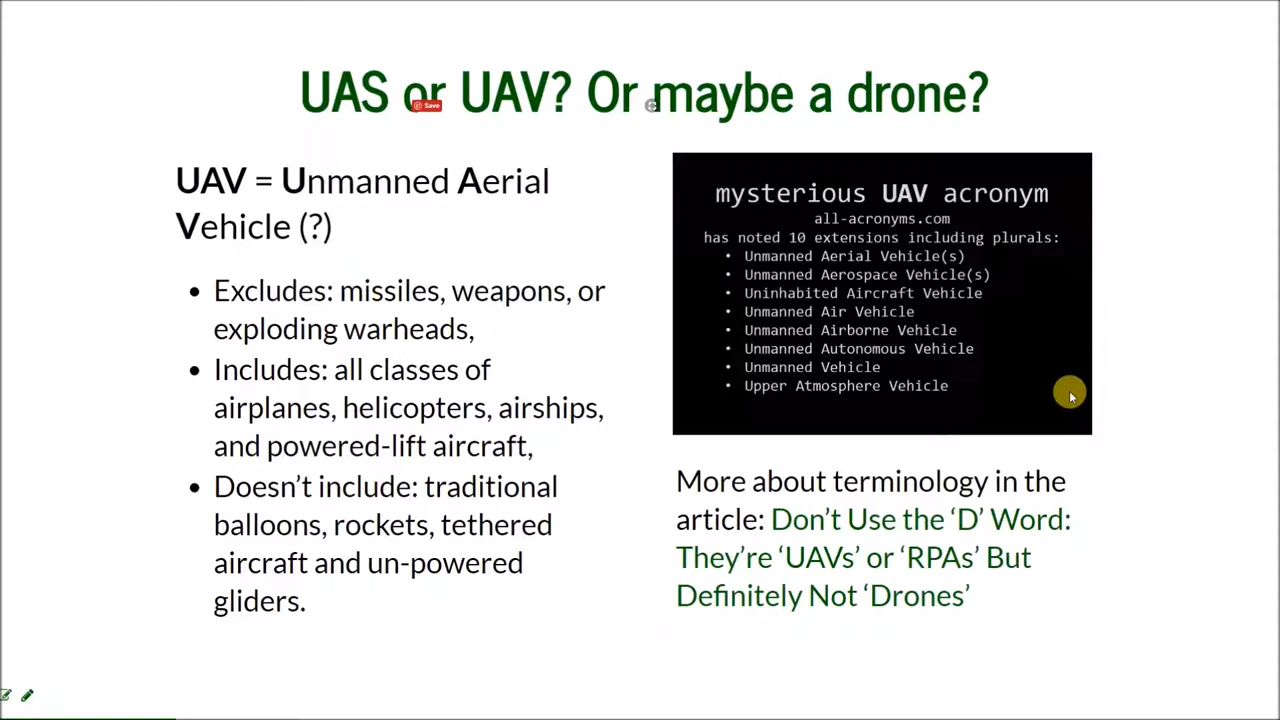 UAS or UAV? Or maybe a drone?
Save
UAV = Unmanned Aerial
Vehicle (?)
• Excludes: missiles, weapons, or
exploding warheads,
• Includes: all classes of
airplanes, helicopters, airships,
and powered-lift aircraft,
• Doesn’t include: traditional
balloons, rockets, tethered
aircraft and un-powered
gliders.
mysterious UAV acronym
all-acronyms.com
has noted 10 extensions including plurals:
• Unmanned Aerial Vehicle(s)
• Unmanned Aerospace Vehicle(s)
• Uninhabited Aircraft Vehicle
• Unmanned Air Vehicle
• Unmanned Airborne Vehicle
• Unmanned Autonomous Vehicle
• Unmanned Vehicle
• Upper Atmosphere Vehicle
More about terminology in the
article: Don’t Use the ‘D’ Word:
They’re ‘UAVs’ or ‘RPAs’ But
Definitely Not ‘Drones’